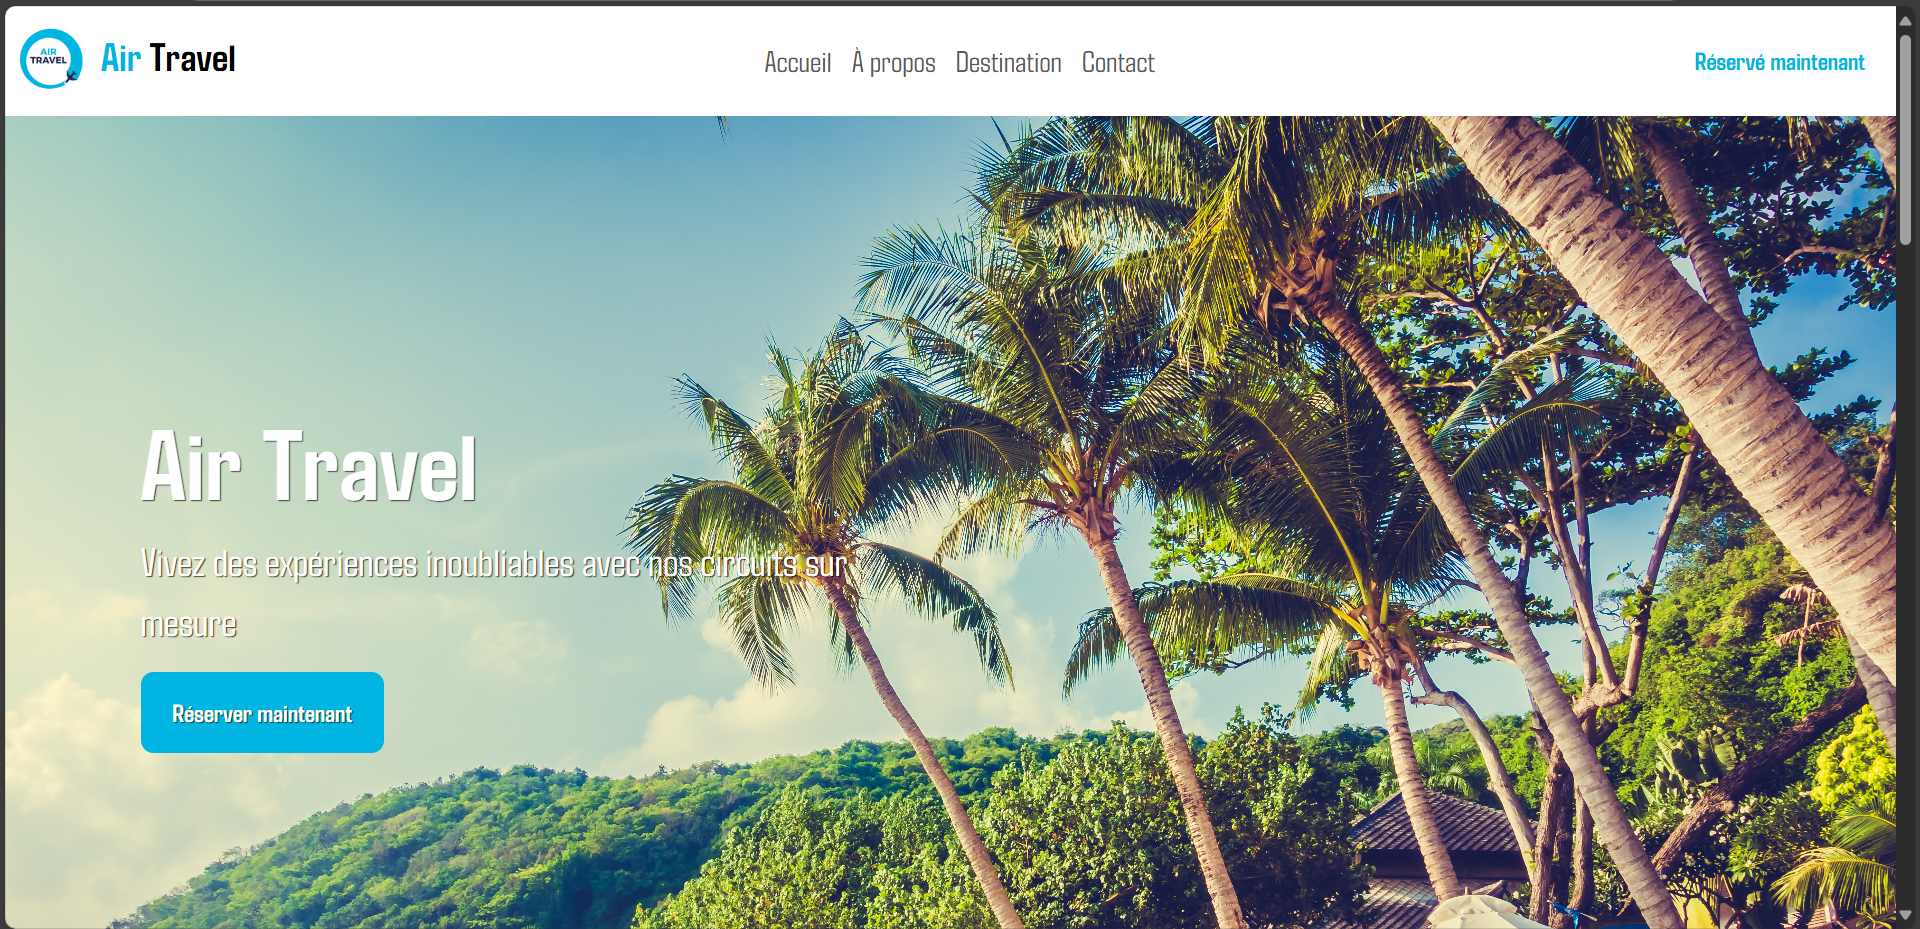 AIR
TRAVEL
Air Travel
Accueil À propos Destination Contact
Réservé maintenant
Air Travel
Vivez des expériences inoubliables avec nos circuits sur
mesure
Réserver maintenant